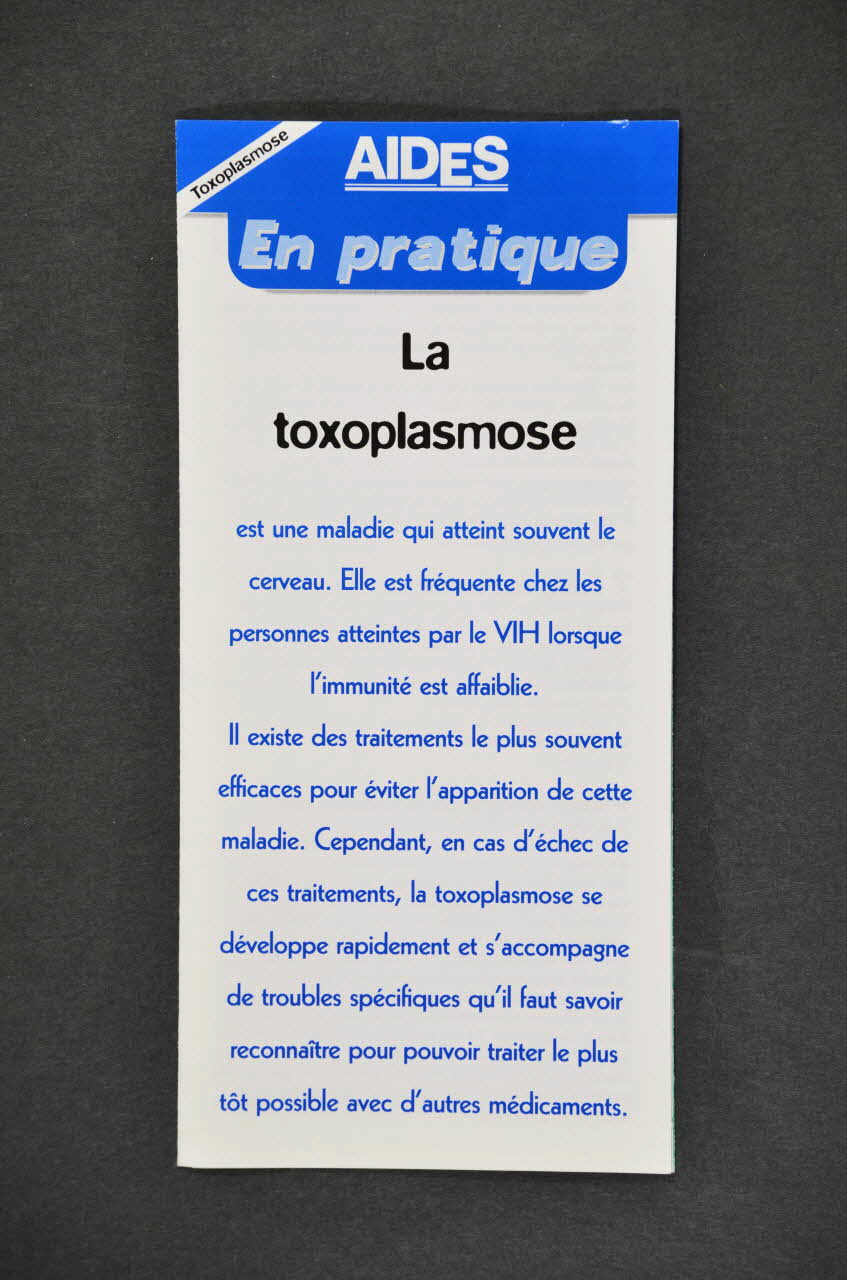 Toxoplasmose
AIDES
En pratique
La
toxoplasmose
est une maladie qui atteint souvent le
cerveau. Elle est fréquente chez les
personnes atteintes par le VIH lorsque
l'immunité est affaiblie.
Il existe des traitements le plus souvent
efficaces pour éviter l'apparition de cette
maladie. Cependant, en cas d'échec de
ces traitements, la toxoplasmose se
développe rapidement et s'accompagne
de troubles spécifiques qu'il faut savoir
reconnaître pour pouvoir traiter le plus
tôt possible avec d'autres médicaments.